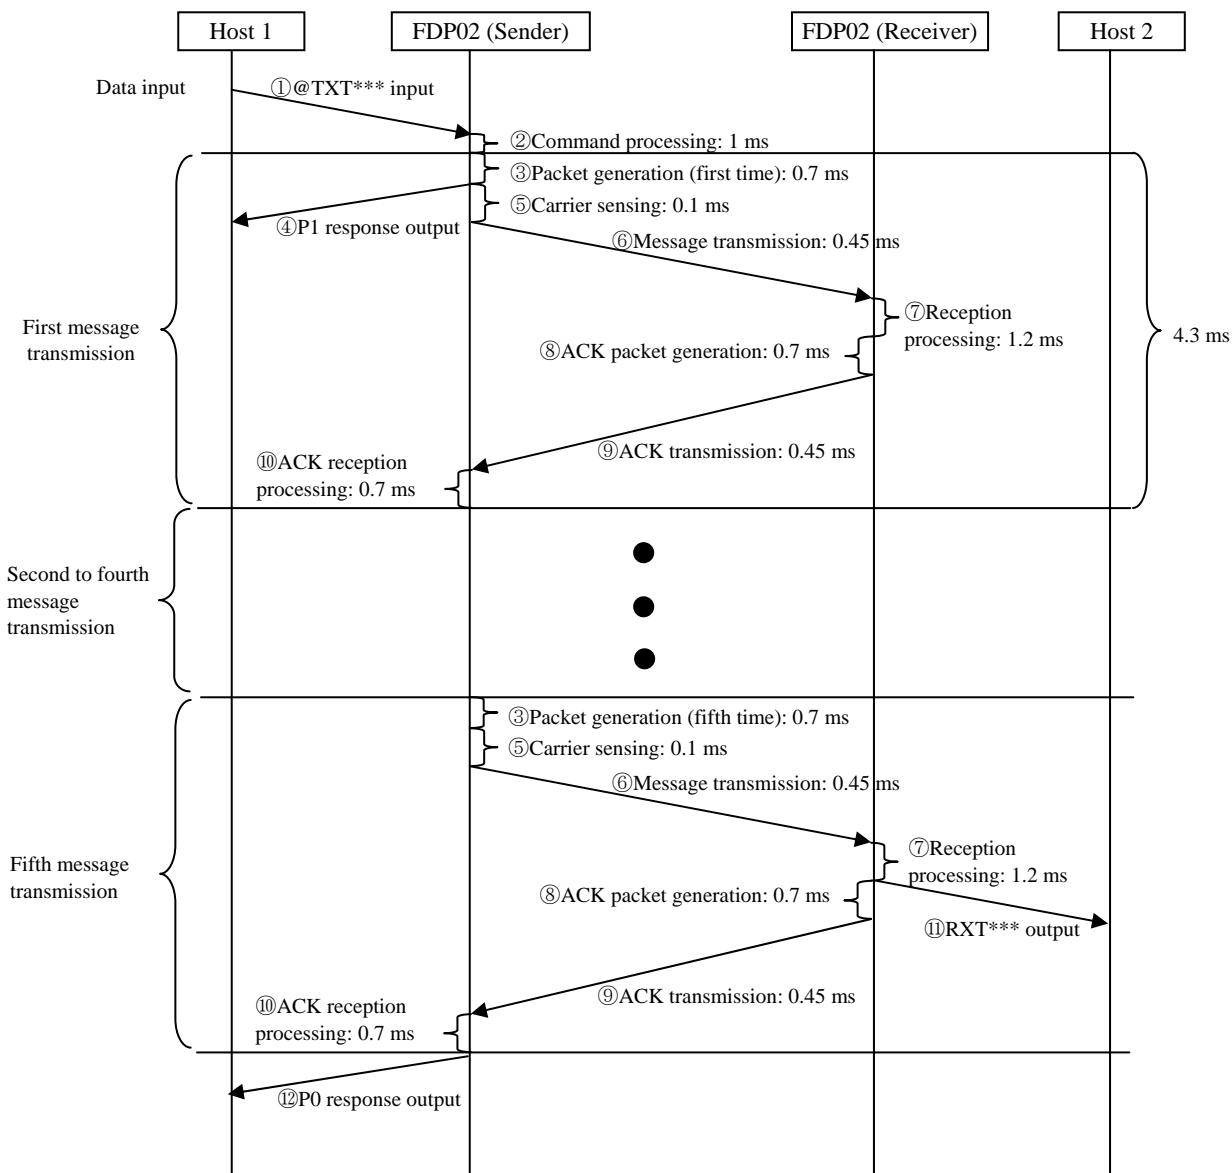 Host 1
FDP02 (Sender)
FDP02 (Receiver)
Host 2
Data input
①@TXT*** input
②Command processing: 1 ms
③Packet generation (first time): 0.7 ms
⑤Carrier sensing: 0.1 ms
④P1 response output
⑥Message transmission: 0.45 ms
First message
transmission
⑦Reception
processing: 1.2 ms
4.3 ms
⑧ACK packet generation: 0.7 ms
⑨ACK transmission: 0.45 ms
⑩ACK reception
processing: 0.7 ms
Second to fourth
message
transmission
③Packet generation (fifth time): 0.7 ms
⑤Carrier sensing: 0.1 ms
⑥Message transmission: 0.45 ms
Fifth message
transmission
⑦Reception
processing: 1.2 ms
⑧ACK packet generation: 0.7 ms
⑪RXT*** output
⑨ACK transmission: 0.45 ms
⑩ACK reception
processing: 0.7 ms
⑫P0 response output